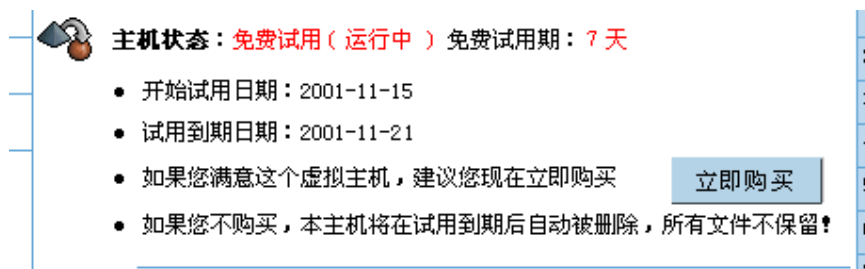 主机状态：免费试用（ 运行中 ） 免费试用期：7 天
• 开始试用日期：2001-11-15
• 试用到期日期：2001-11-21
• 如果您满意这个虚拟主机，建议您现在立即购买 立即购买
• 如果您不购买，本主机将在试用到期后自动被删除，所有文件不保留！